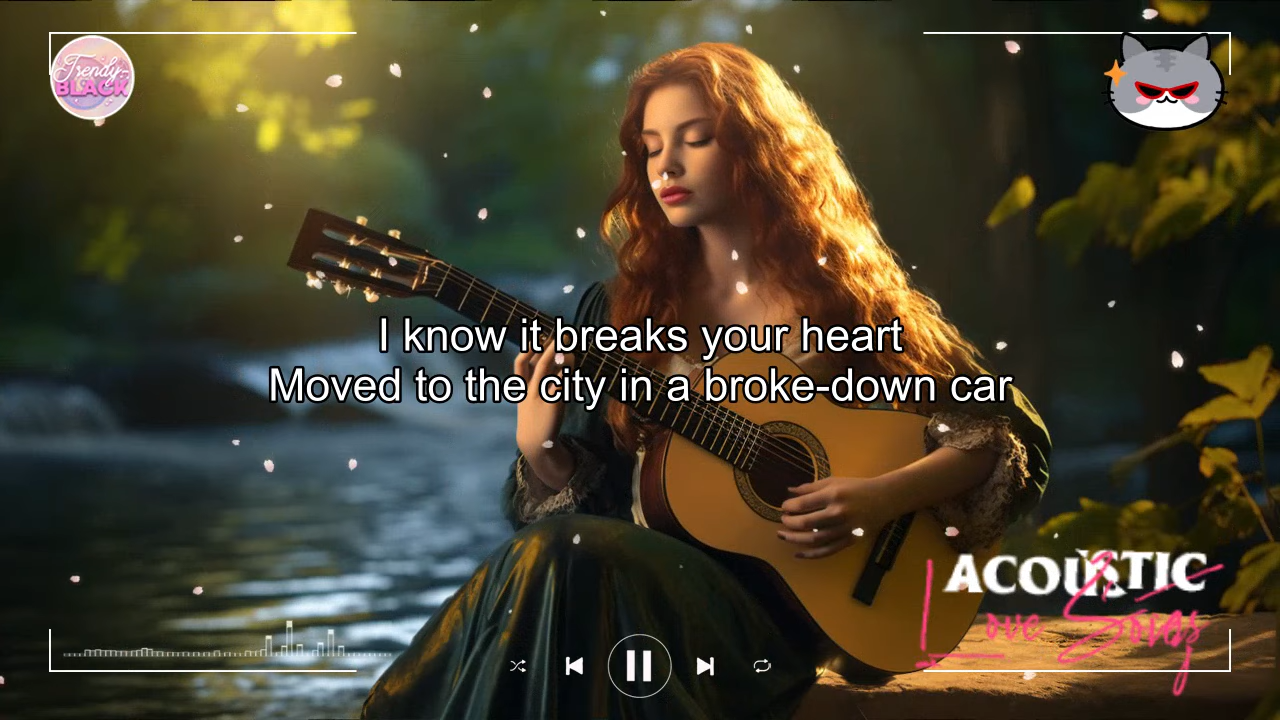 Trendy
BLACK
I know it breaks your heart
Moved to the city in a broke-down car
ACOUSTIC
Love Songs